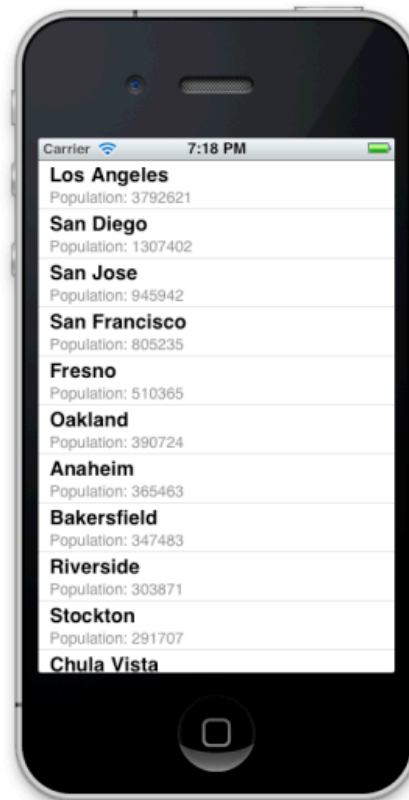 Carrier 7:18 PM
Los Angeles
Population: 3792621
San Diego
Population: 1307402
San Jose
Population: 945942
San Francisco
Population: 805235
Fresno
Population: 510365
Oakland
Population: 390724
Anaheim
Population: 365463
Bakersfield
Population: 347483
Riverside
Population: 303871
Stockton
Population: 291707
Chula Vista